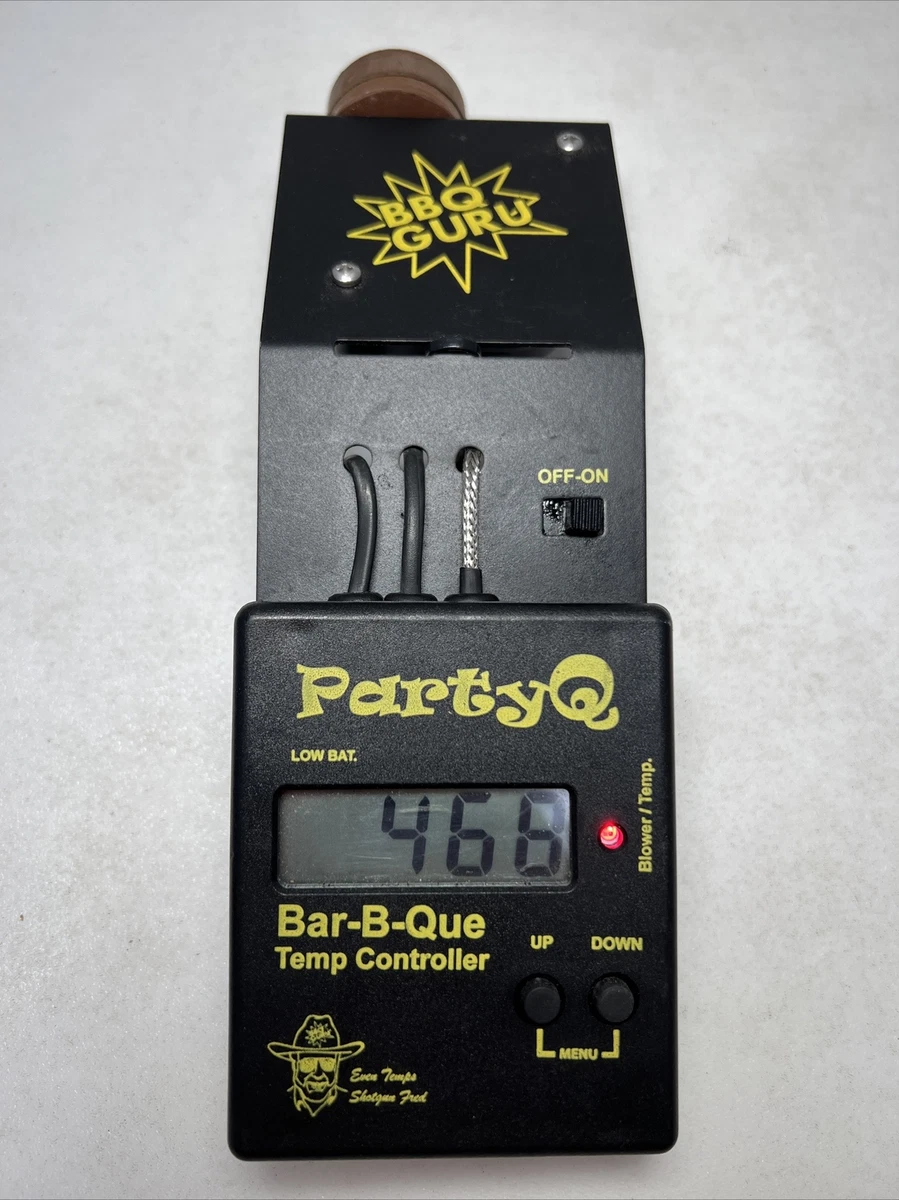 BBQ
GURU
OFF-ON
PartyQ
LOW BAT.
466
Blower / Temp.
Bar-B-Que
Temp Controller
UP DOWN
MENU
Even Temps
Shotgun Fred